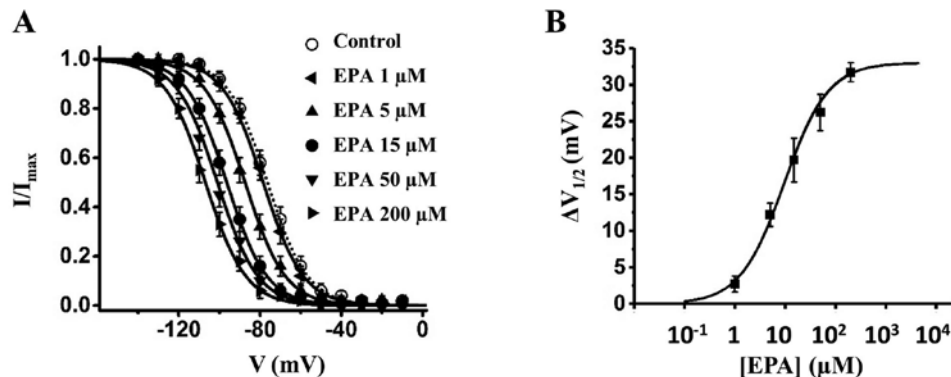 A
Control
EPA 1 µM
EPA 5 µM
EPA 15 µM
EPA 50 µM
EPA 200 µM
1.0
0.8
0.6
0.4
0.2
0.0
I/Imax
-120 -80 -40 0
V (mV)
B
35
30
25
20
15
10
5
0
ΔV1/2 (mV)
10⁻¹ 1 10 10² 10³ 10⁴
[EPA] (µM)